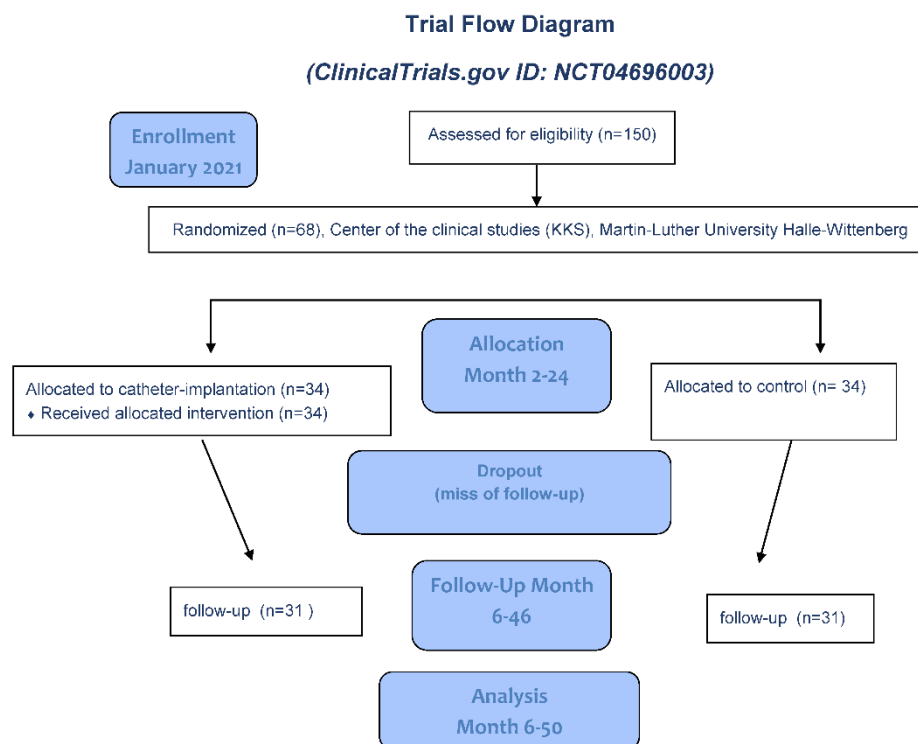 Trial Flow Diagram
(ClinicalTrials.gov ID: NCT04696003)
Enrollment
January 2021
Assessed for eligibility (n=150)
Randomized (n=68), Center of the clinical studies (KKS), Martin-Luther University Halle-Wittenberg
Allocation
Month 2-24
Allocated to catheter-implantation (n=34)
♦ Received allocated intervention (n=34)
Allocated to control (n= 34)
Dropout
(miss of follow-up)
Follow-Up Month
6-46
follow-up (n=31 )
follow-up (n=31)
Analysis
Month 6-50